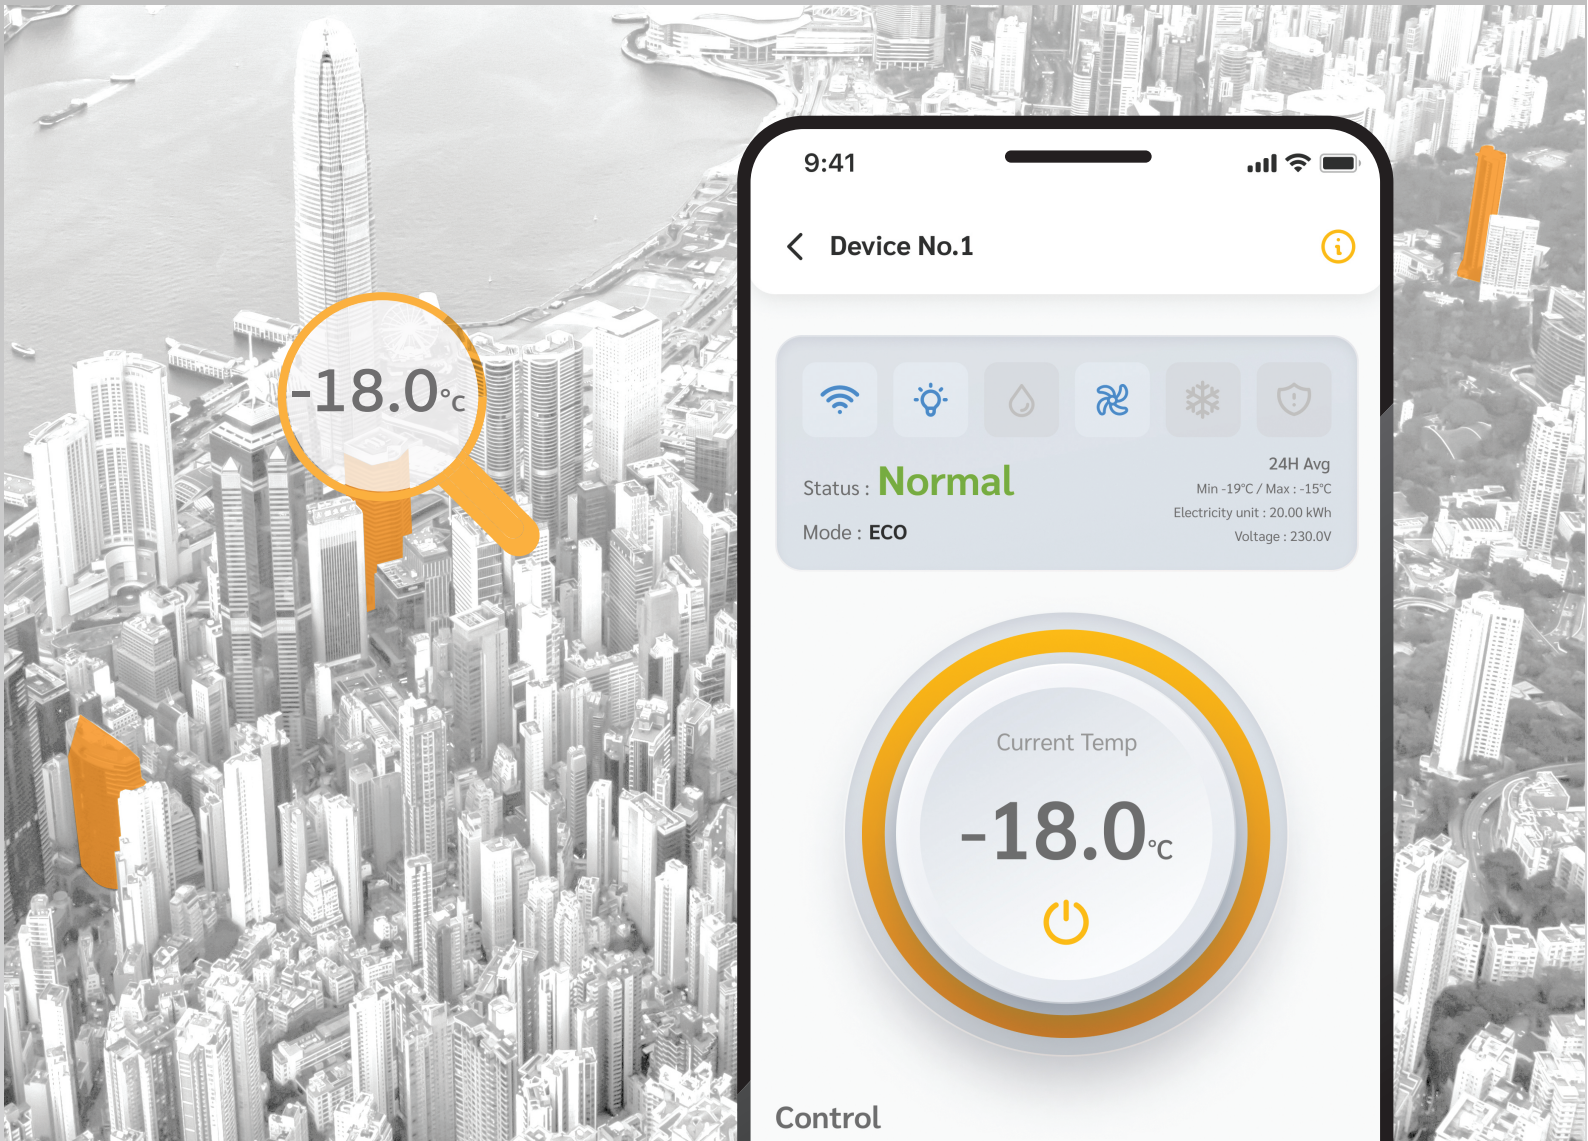 -18.0°C
9:41
Device No.1
Status : Normal
Mode : ECO
24H Avg
Min -19°C / Max : -15°C
Electricity unit : 20.00 kWh
Voltage : 230.0V
Current Temp
-18.0°C
Control